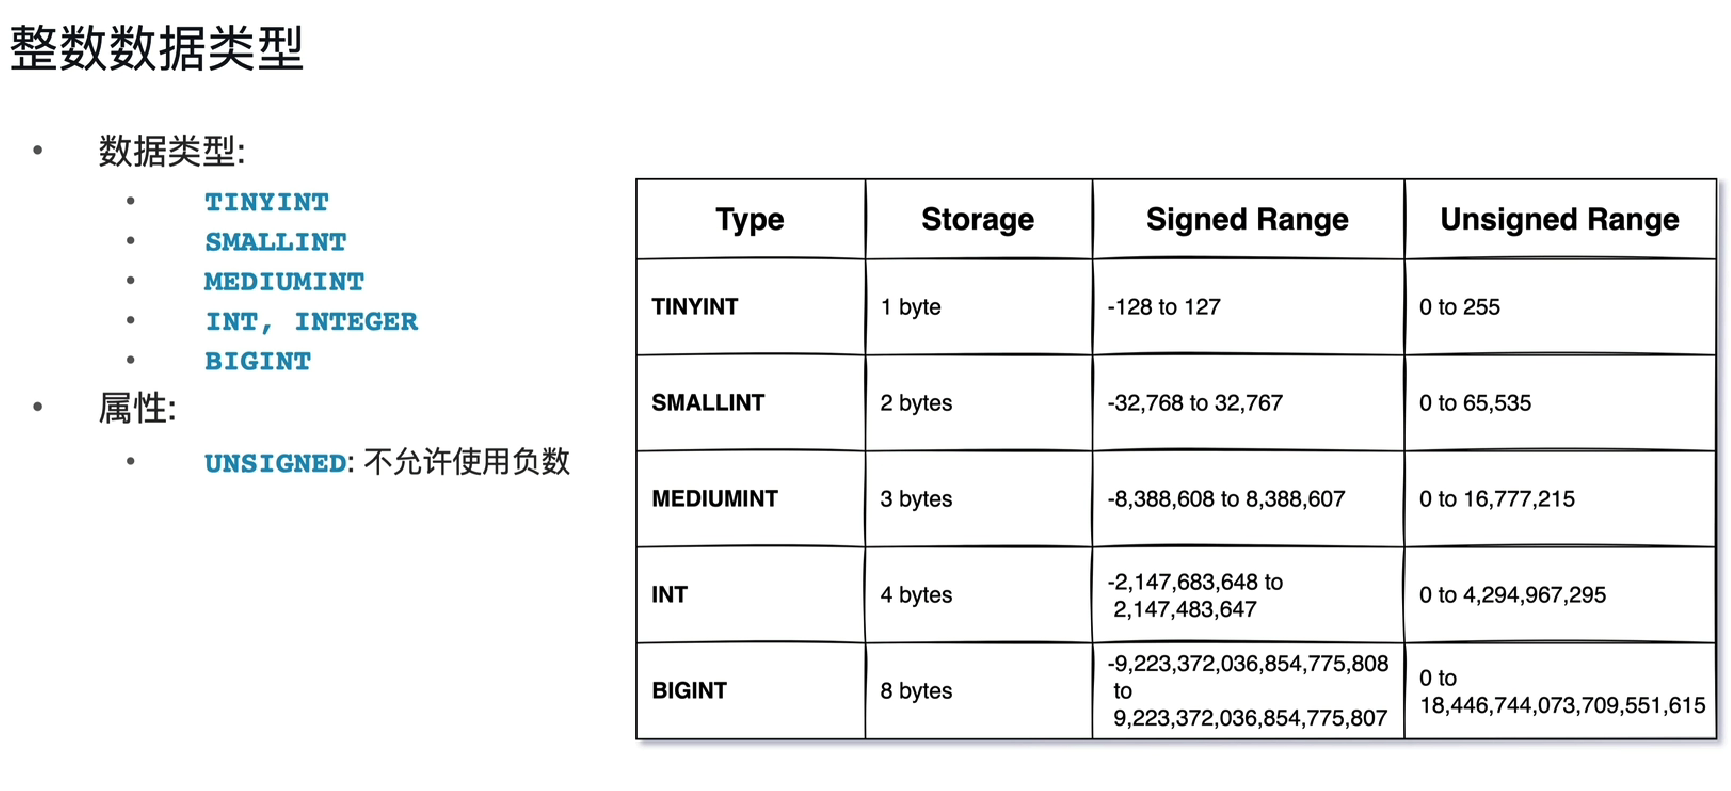 整数数据类型
• 数据类型:
• TINYINT
• SMALLINT
• MEDIUMINT
• INT, INTEGER
• BIGINT
• 属性:
• UNSIGNED: 不允许使用负数
Type Storage Signed Range Unsigned Range
TINYINT 1 byte -128 to 127 0 to 255
SMALLINT 2 bytes -32,768 to 32,767 0 to 65,535
MEDIUMINT 3 bytes -8,388,608 to 8,388,607 0 to 16,777,215
INT 4 bytes -2,147,683,648 to
2,147,483,647 0 to 4,294,967,295
BIGINT 8 bytes -9,223,372,036,854,775,808
to
9,223,372,036,854,775,807 0 to
18,446,744,073,709,551,615